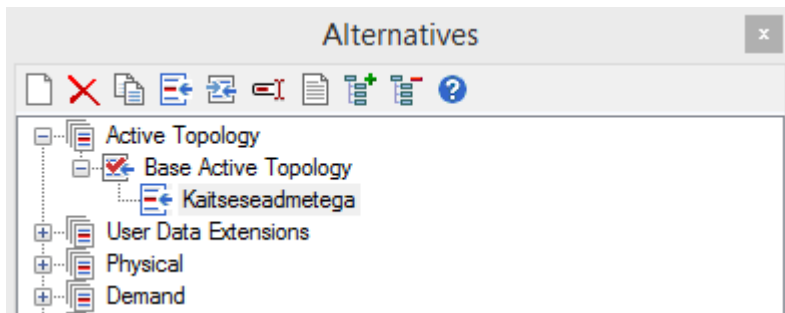 Alternatives
x
Active Topology
Base Active Topology
Kaitseseadmetega
User Data Extensions
Physical
Demand